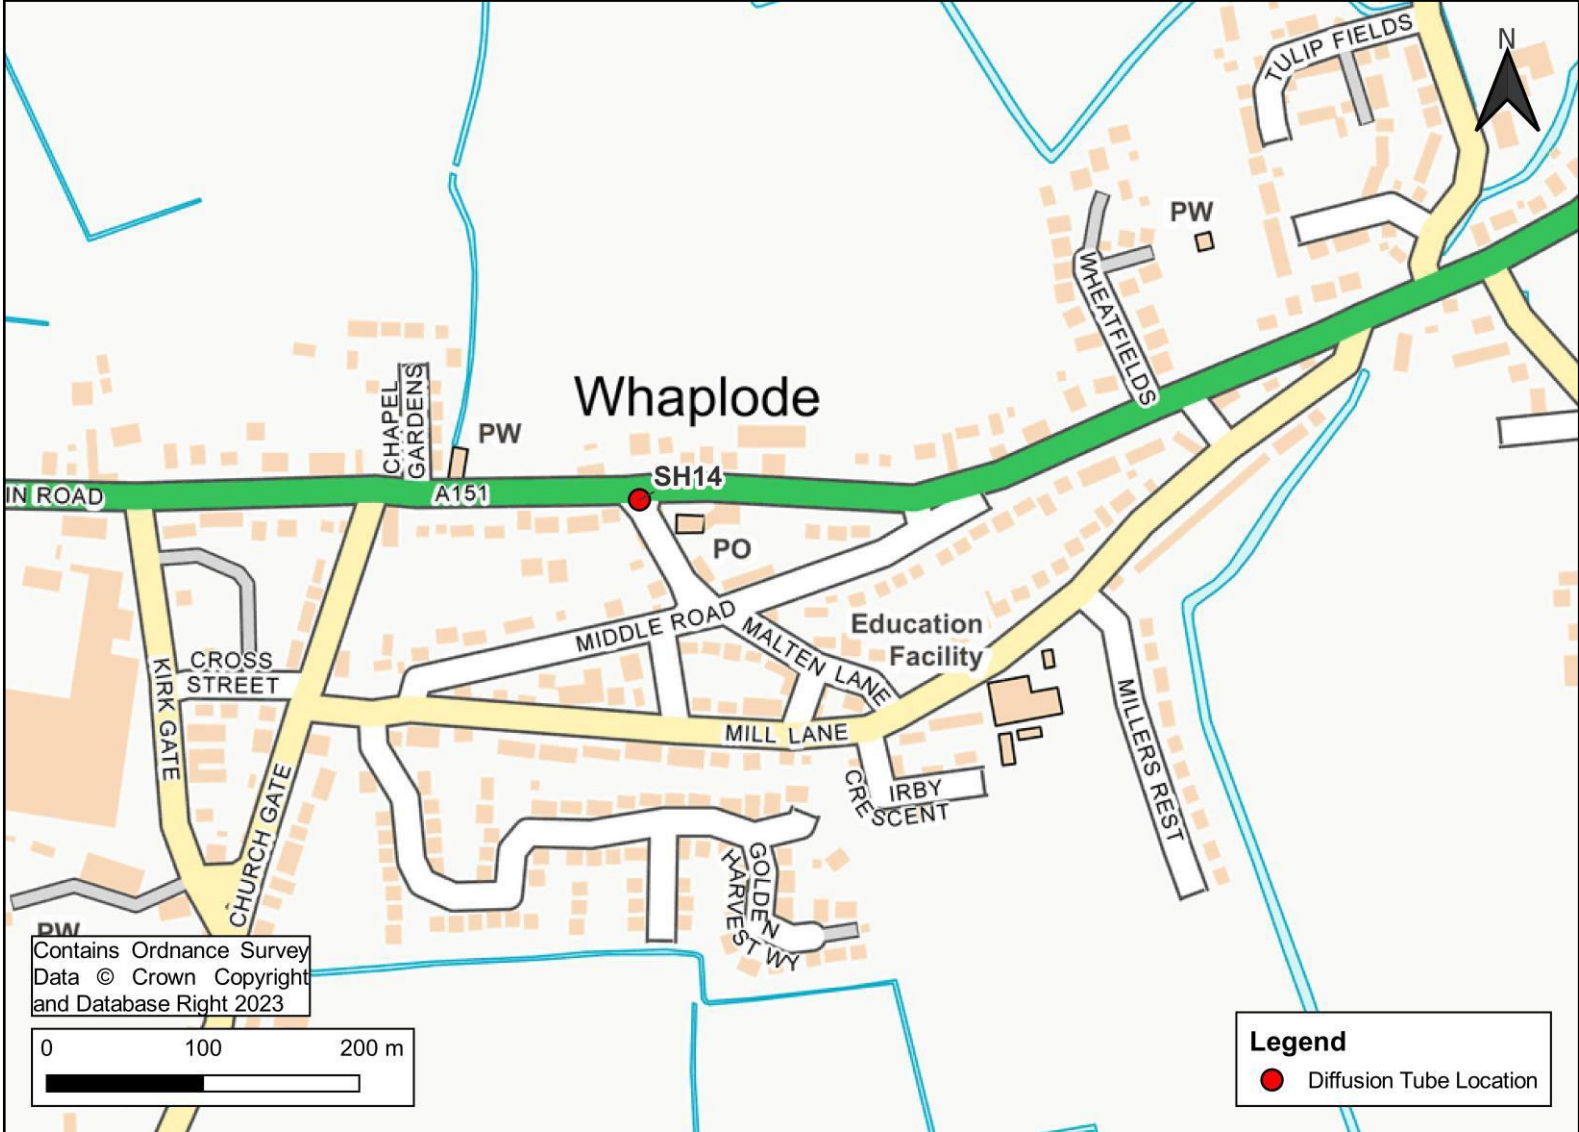 TULIP FIELDS
N
PW
WHEATFIELDS
Whaplode
CHAPEL
GARDENS
PW
SH14
IN ROAD
A151
PO
MIDDLE ROAD
MALTEN LANE
Education
Facility
CROSS
STREET
KIRK GATE
MILL LANE
MILLERS REST
CHURCH GATE
IRBY
CRESCENT
GOLDEN
HARVEST WY
PW
Contains Ordnance Survey
Data © Crown Copyright
and Database Right 2023
0 100 200 m
Legend
Diffusion Tube Location